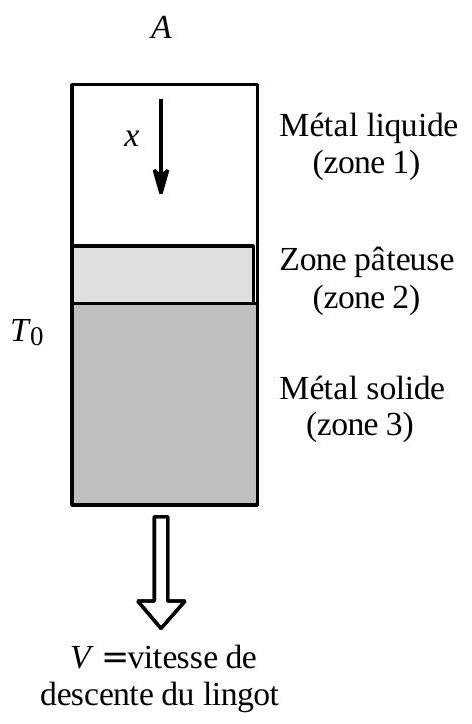 A
x
Métal liquide
(zone 1)
Zone pâteuse
(zone 2)
T0
Métal solide
(zone 3)
V =vitesse de
descente du lingot